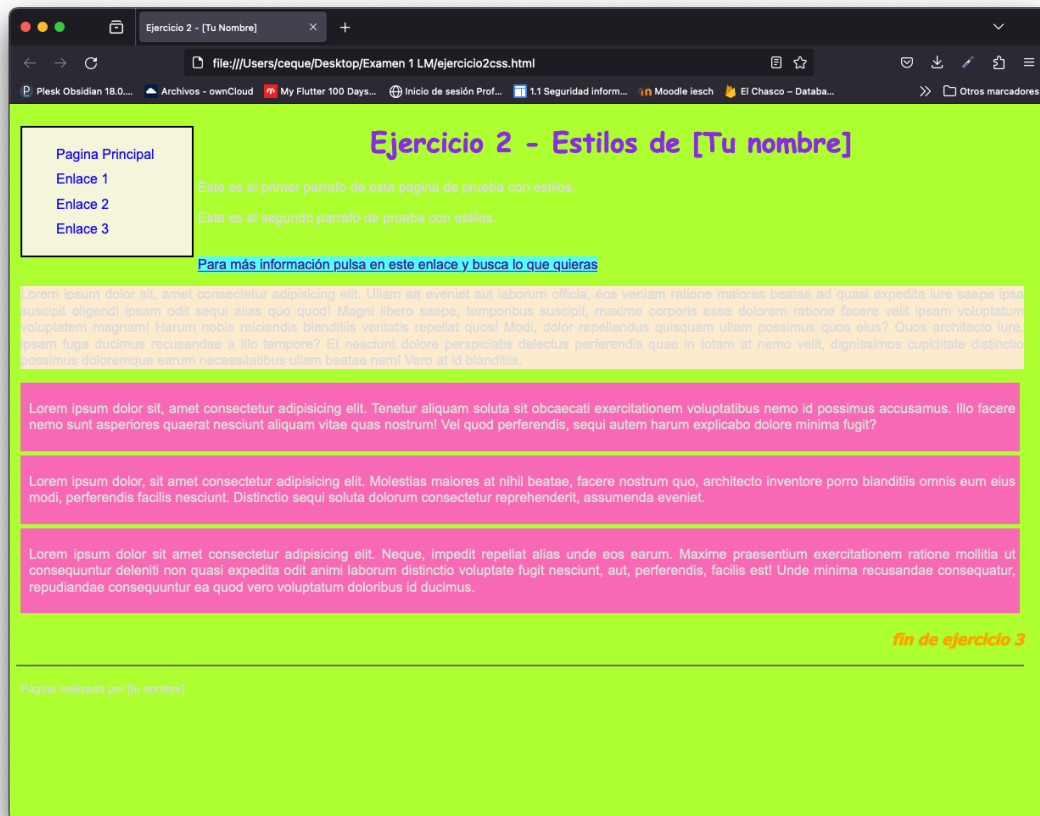 Ejercicio 2 - [Tu Nombre]
file:///Users/ceque/Desktop/Examen 1 LM/ejercicio2css.html
Plesk Obsidian 18.0....
Archivos - ownCloud
My Flutter 100 Days...
Inicio de sesión Prof...
1.1 Seguridad inform...
Moodle iesch
El Chasco – Databa...
Otros marcadores
Pagina Principal
Enlace 1
Enlace 2
Enlace 3
Ejercicio 2 - Estilos de [Tu nombre]
Este es el primer parrafo de esta pagina de prueba con estilos.
Este es el segundo parrafo de prueba con estilos.
Para más información pulsa en este enlace y busca lo que quieras
Lorem ipsum dolor sit, amet consectetur adipisicing elit. Ullam ea eveniet aut laborum officia, eos veniam ratione maiores beatae ad quasi expedita iure saepe ipsa
suscipit eligendi ipsam odit sequi alias quo quod! Magni libero saepe, temporibus suscipit, maxime corporis esse dolorem ratione facere velit ipsam voluptatum
voluptatem magnam! Harum nobis reiciendis blanditiis veritatis repellat quos! Modi, dolor repellendus quisquam ullam possimus quos eius? Quos architecto iure,
ipsam fuga ducimus recusandae a illo tempore? Et nesciunt dolore perspiciatis delectus perferendis quae in totam at nemo velit, dignissimos cupiditate distinctio
possimus doloremque earum necessitatibus ullam beatae nam! Vero at id blanditiis.
Lorem ipsum dolor sit, amet consectetur adipisicing elit. Tenetur aliquam soluta sit obcaecati exercitationem voluptatibus nemo id possimus accusamus. Illo facere
nemo sunt asperiores quaerat nesciunt aliquam vitae quas nostrum! Vel quod perferendis, sequi autem harum explicabo dolore minima fugit?
Lorem ipsum dolor, sit amet consectetur adipisicing elit. Molestias maiores at nihil beatae, facere nostrum quo, architecto inventore porro blanditiis omnis eum eius
modi, perferendis facilis nesciunt. Distinctio sequi soluta dolorum consectetur reprehenderit, assumenda eveniet.
Lorem ipsum dolor sit amet consectetur adipisicing elit. Neque, impedit repellat alias unde eos earum. Maxime praesentium exercitationem ratione mollitia ut
consequuntur deleniti non quasi expedita odit animi laborum distinctio voluptate fugit nesciunt, aut, perferendis, facilis est! Unde minima recusandae consequatur,
repudiandae consequuntur ea quod vero voluptatum doloribus id ducimus.
fin de ejercicio 3
Página realizada por [tu nombre]